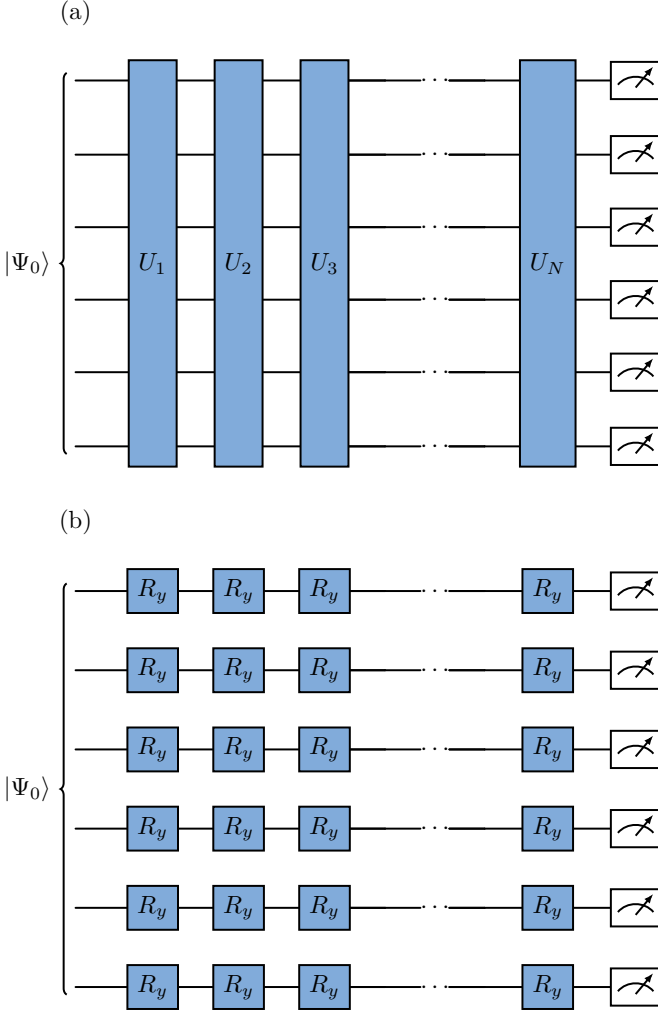 (a)
|Ψ₀⟩ U₁ U₂ U₃ · · · U_N
(b)
R_y R_y R_y · · · R_y
R_y R_y R_y · · · R_y
R_y R_y R_y · · · R_y
|Ψ₀⟩
R_y R_y R_y · · · R_y
R_y R_y R_y · · · R_y
R_y R_y R_y · · · R_y